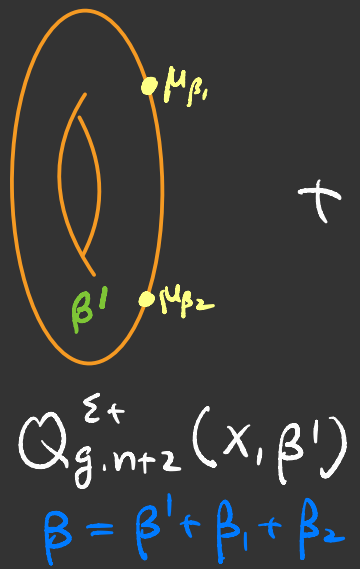 μβ₁
+
β' μβ₂
Q^{ε+}_{g.n+2}(X, β')
β = β' + β₁ + β₂